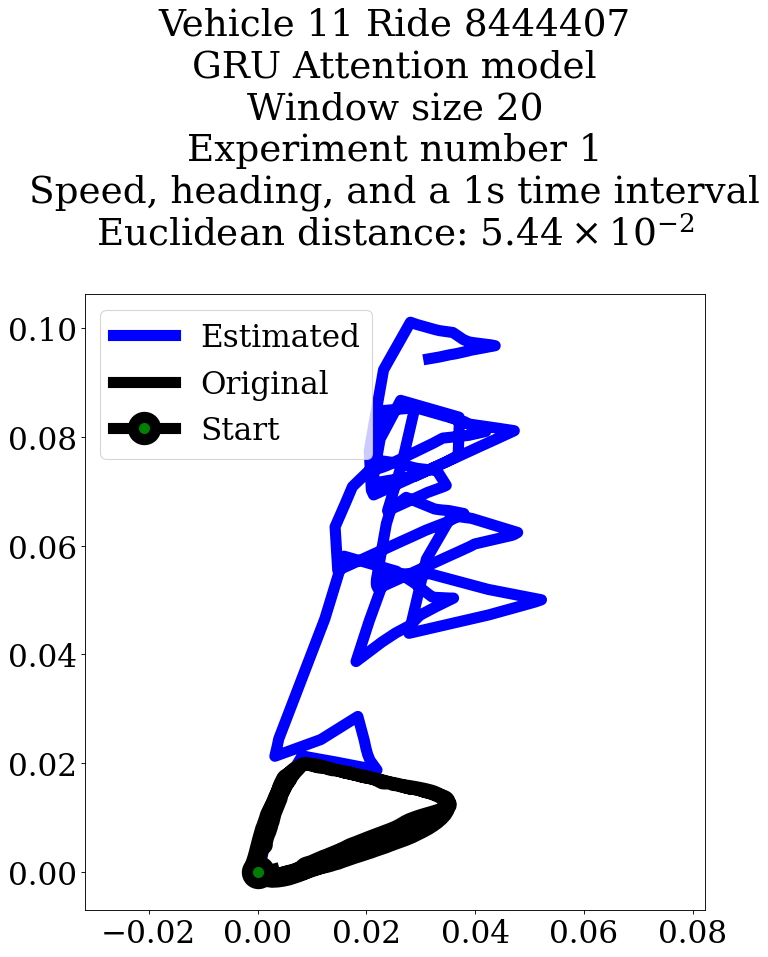 Vehicle 11 Ride 8444407
GRU Attention model
Window size 20
Experiment number 1
Speed, heading, and a 1s time interval
Euclidean distance: 5.44 × 10⁻²
Estimated
Original
Start
0.10
0.08
0.06
0.04
0.02
0.00
−0.02 0.00 0.02 0.04 0.06 0.08